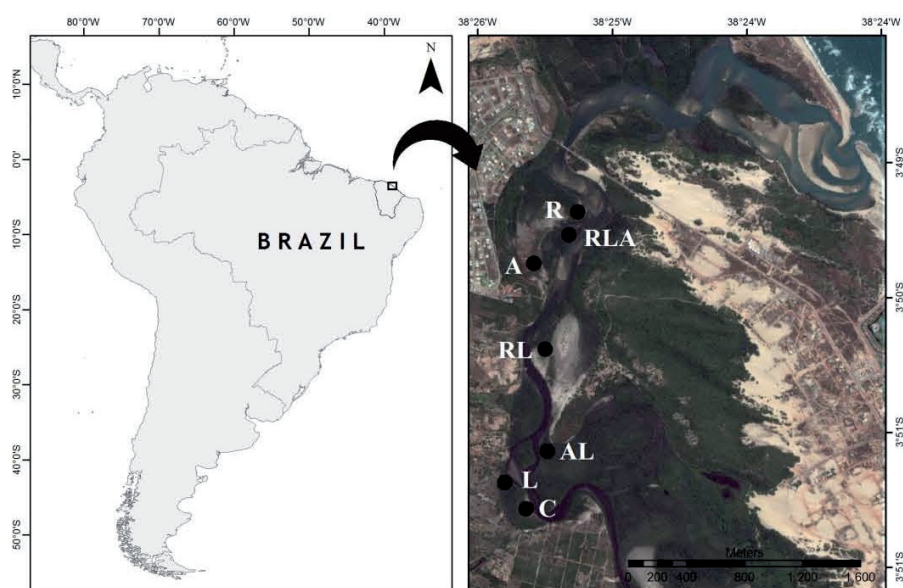 80°0'W 70°0'W 60°0'W 50°0'W 40°0'W
10°0'N
0°0'
10°0'S
20°0'S
30°0'S
40°0'S
50°0'S
N
BRAZIL
38°26'W 38°25'W 38°24'W 38°24'W
3°49'S
3°50'S
3°51'S
3°51'S
R
RLA
A
RL
AL
L
C
Meters
0 200 400 800 1.200 1.600